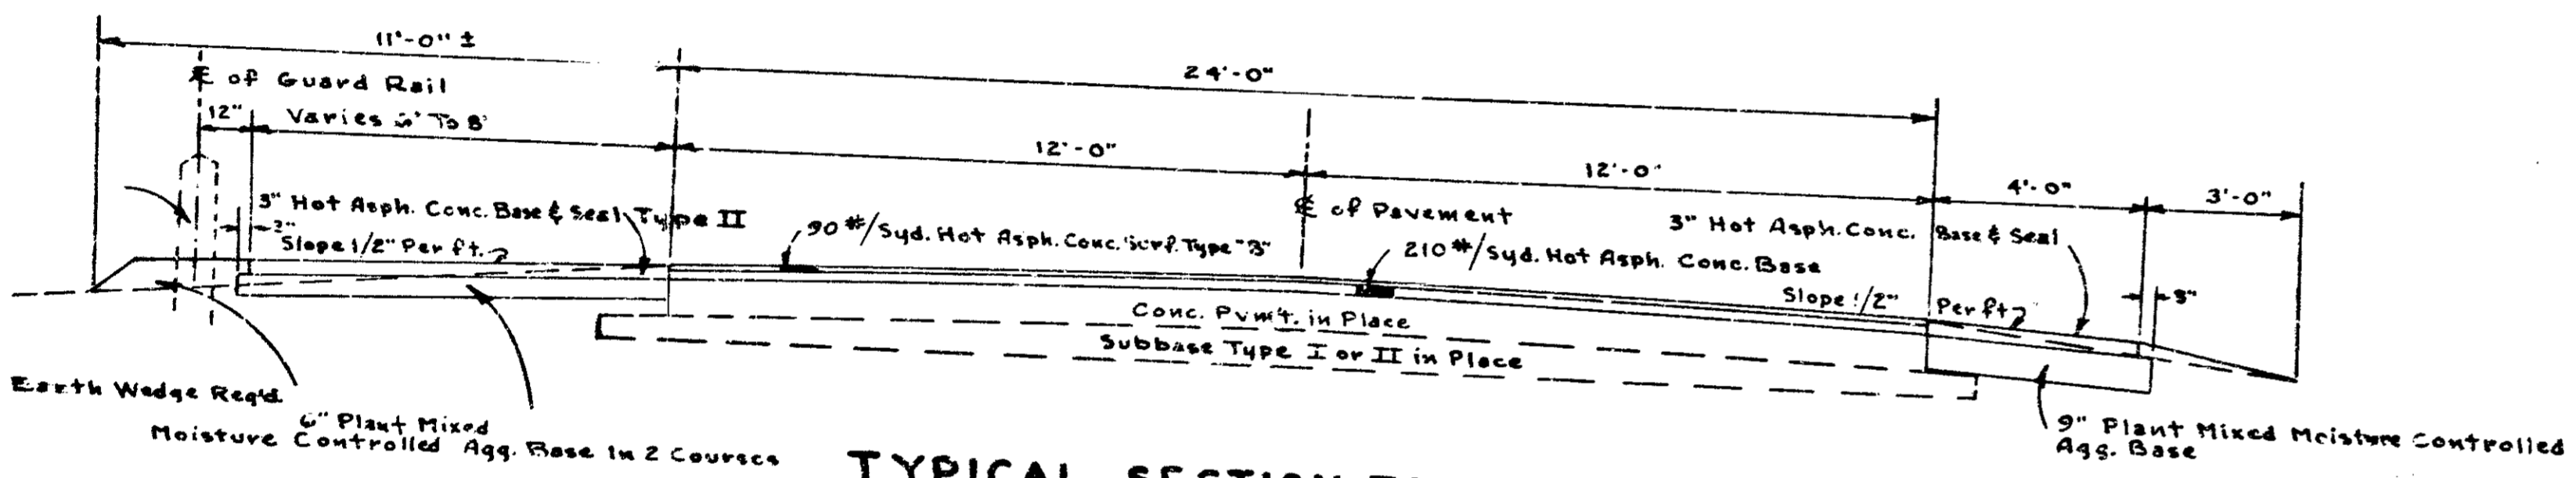 11'-0" ±
24'-0"
℄ of Guard Rail
12"
Varies To 8'
12'-0"
12'-0"
4'-0"
3'-0"
3" Hot Asph. Conc. Base & Seal Type II
℄ of Pavement
3" Hot Asph. Conc. Base & Seal
Slope 1/2" Per ft.
90 #/Syd. Hot Asph. Conc. Surf. Type "B"
210 #/Syd. Hot Asph. Conc. Base
Slope 1/2" Per ft
Conc. Pvm't. in Place
Subbase Type I or II in Place
Earth Wedge Req'd.
6" Plant Mixed
Moisture Controlled Agg. Base In 2 Courses
9" Plant Mixed Moisture Controlled
Agg. Base
TYPICAL SECTION